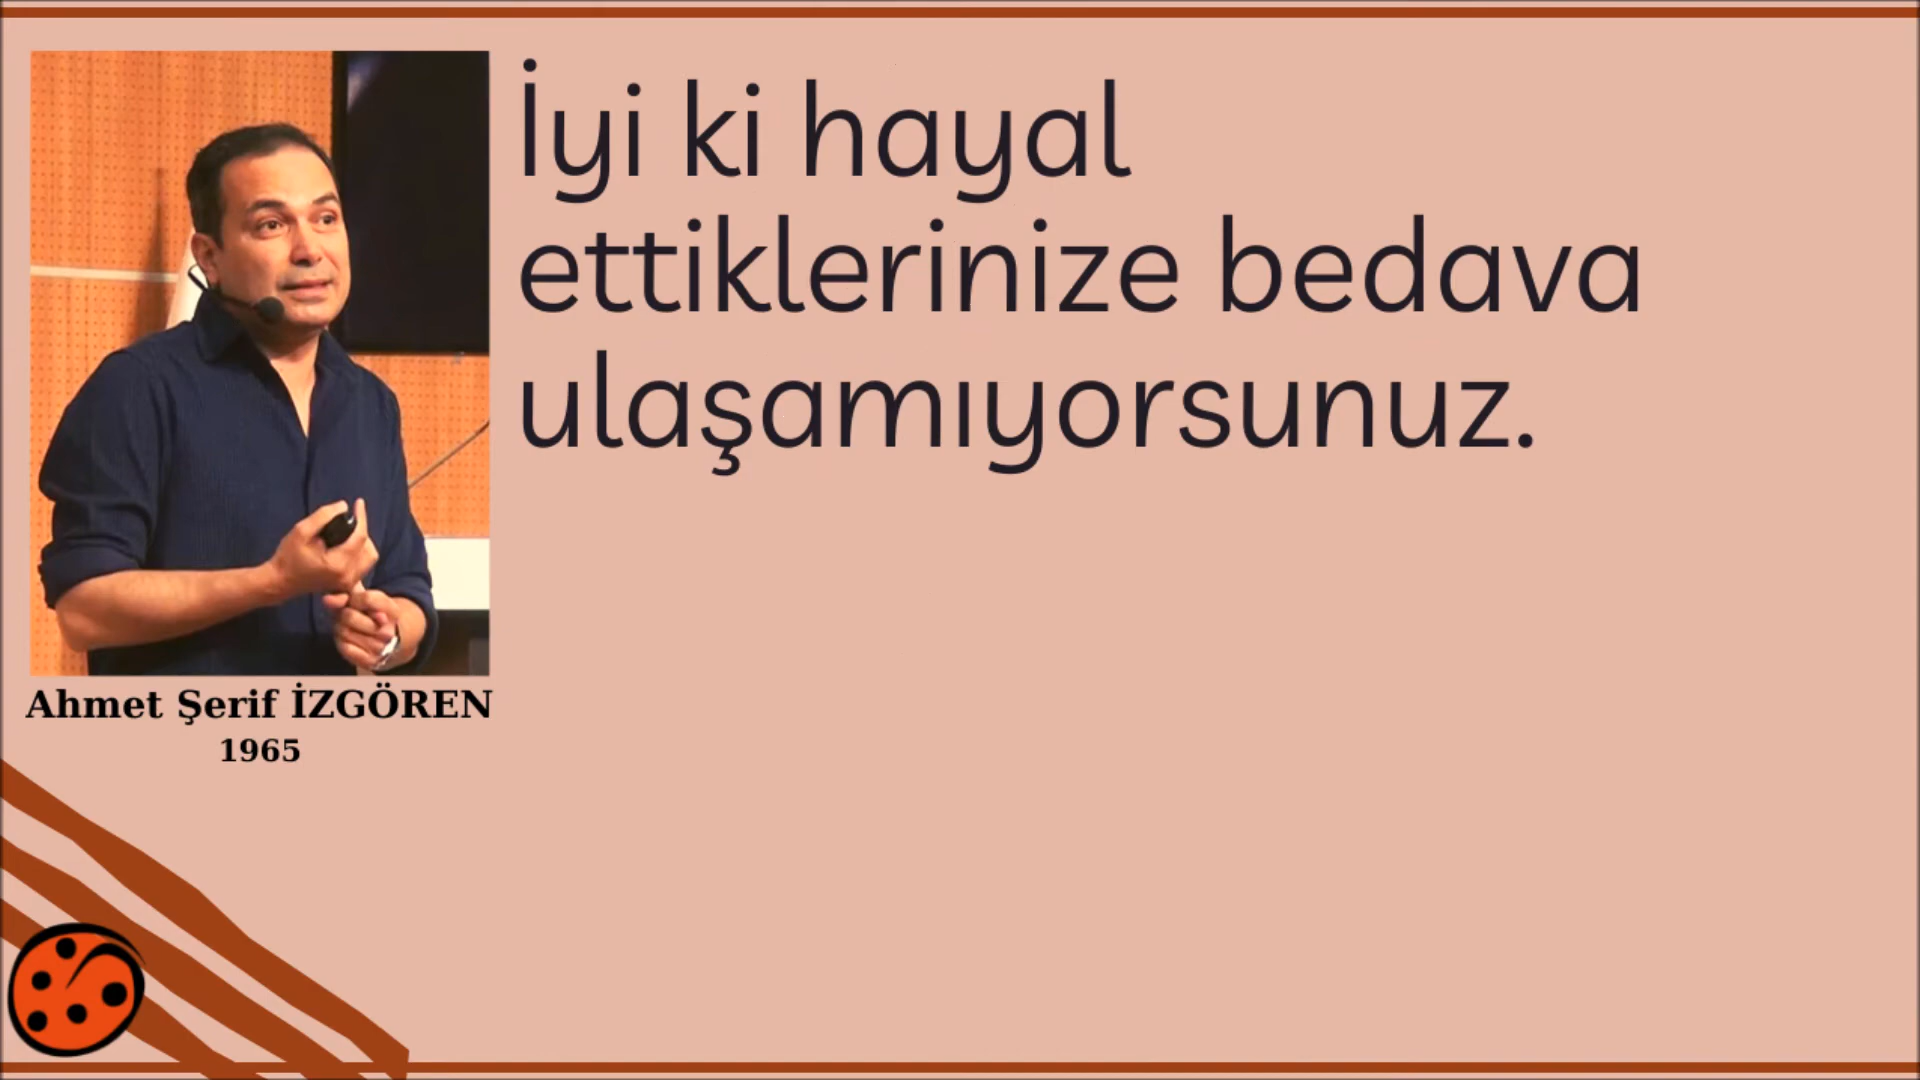 İyi ki hayal
ettiklerinize bedava
ulaşamıyorsunuz.
Ahmet Şerif İZGÖREN
1965